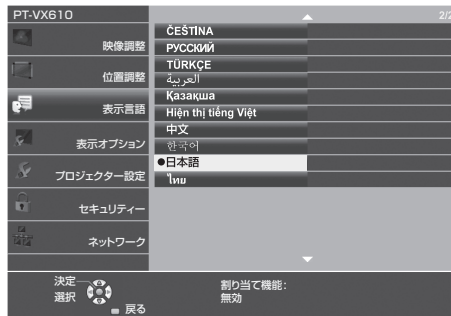 PT-VX610
2/2
映像調整
位置調整
表示言語
表示オプション
プロジェクター設定
セキュリティー
ネットワーク
ČEŠTINA
РУССКИЙ
TÜRKÇE
العربية
Қазақша
Hiện thị tiếng Việt
中文
한국어
●日本語
ไทย
決定
選択
戻る
割り当て機能:
無効